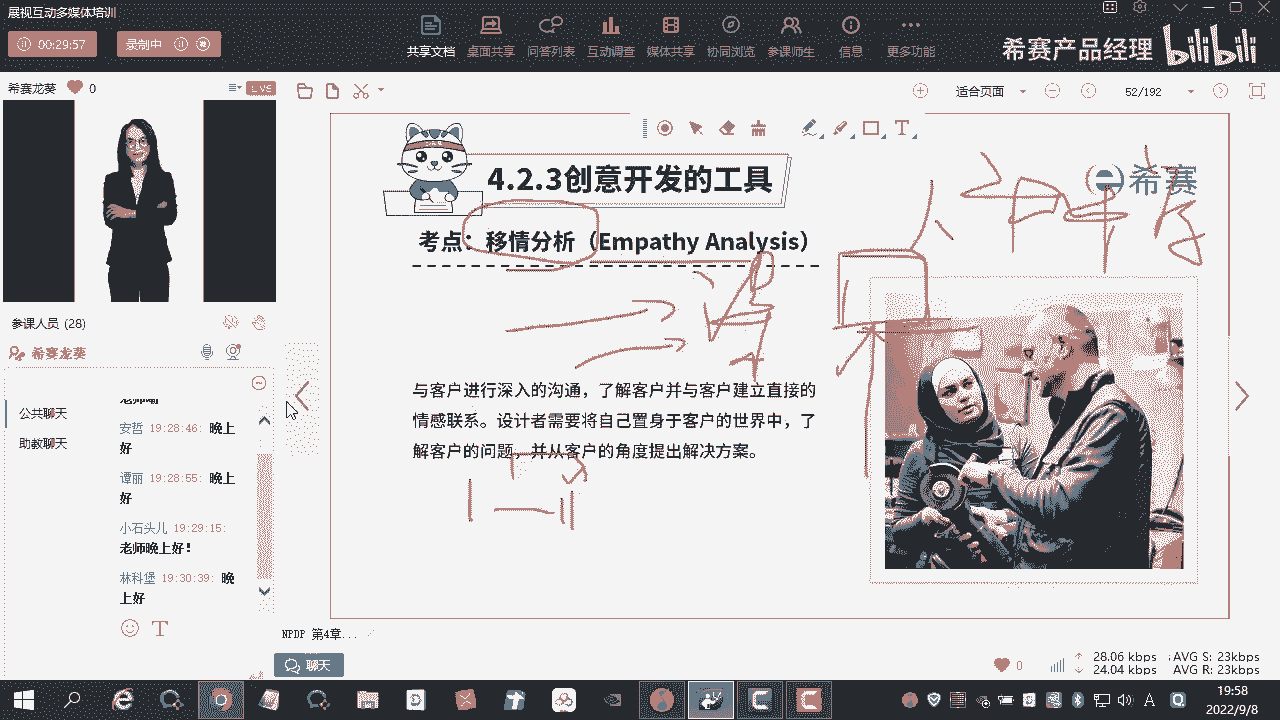 展视互动多媒体培训
00:29:57
录制中
共享文档
桌面共享
问答列表
互动调查
媒体共享
协同浏览
参课师生
信息
更多功能
希赛产品经理
bilibili
希赛龙葵
0
LIVE
适合页面
52/192
4.2.3创意开发的工具
希赛
考点：移情分析（Empathy Analysis）
与客户进行深入的沟通，了解客户并与客户建立直接的
情感联系。设计者需要将自己置身于客户的世界中，了
解客户的问题，并从客户的角度提出解决方案。
参课人员 (28)
希赛龙葵
公共聊天
助教聊天
安哲 19:28:46: 晚上
好
谭丽 19:28:55: 晚上
好
小石头儿 19:29:15:
老师晚上好！
林科堡 19:30:39: 晚
上好
NPDP 第4章...
聊天
0
28.06 kbps
AVG S: 23kbps
24.04 kbps
AVG R: 23kbps
19:58
2022/9/8